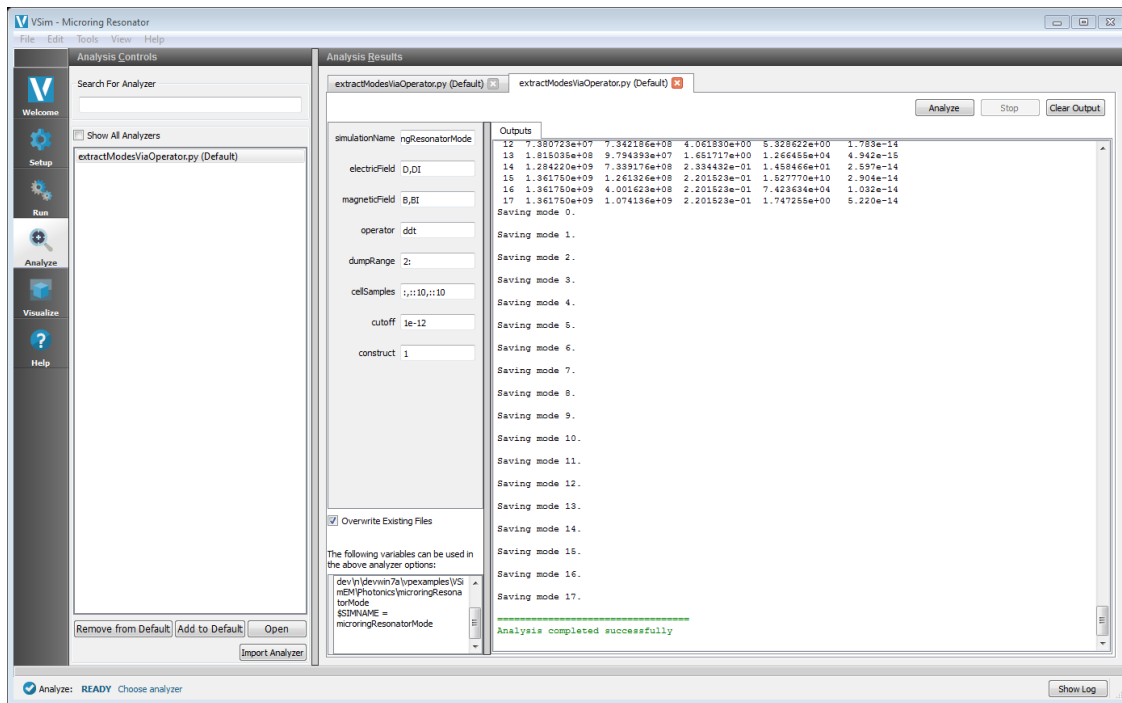 VSim - Microring Resonator
File Edit Tools View Help
Analysis Controls
Analysis Results
Welcome
Setup
Run
Analyze
Visualize
Help
Search For Analyzer
Show All Analyzers
extractModesViaOperator.py (Default)
Remove from Default Add to Default Open
Import Analyzer
extractModesViaOperator.py (Default) extractModesViaOperator.py (Default)
Analyze Stop Clear Output
simulationName ngResonatorMode
electricField D,DI
magneticField B,BI
operator ddt
dumpRange 2:
cellSamples :,::10,::10
cutoff 1e-12
construct 1
Overwrite Existing Files
The following variables can be used in
the above analyzer options:
dev\n\devwin7a\vpexamples\VSi
mEM\Photonics\microringResona
torMode
$SIMNAME =
microringResonatorMode
Outputs
12 7.380723e+07 7.342186e+08 4.061830e+00 5.328622e+00 1.783e-14
13 1.815035e+08 9.794393e+07 1.651717e+00 1.266455e+04 4.942e-15
14 1.284220e+09 7.339176e+08 2.334432e-01 1.458466e+01 2.597e-14
15 1.361750e+09 1.261326e+08 2.201523e-01 1.527770e+10 2.904e-14
16 1.361750e+09 4.001623e+08 2.201523e-01 7.423634e+04 1.032e-14
17 1.361750e+09 1.074136e+09 2.201523e-01 1.747255e+00 5.220e-14
Saving mode 0.
Saving mode 1.
Saving mode 2.
Saving mode 3.
Saving mode 4.
Saving mode 5.
Saving mode 6.
Saving mode 7.
Saving mode 8.
Saving mode 9.
Saving mode 10.
Saving mode 11.
Saving mode 12.
Saving mode 13.
Saving mode 14.
Saving mode 15.
Saving mode 16.
Saving mode 17.
==================================
Analysis completed successfully
Analyze: READY Choose analyzer
Show Log